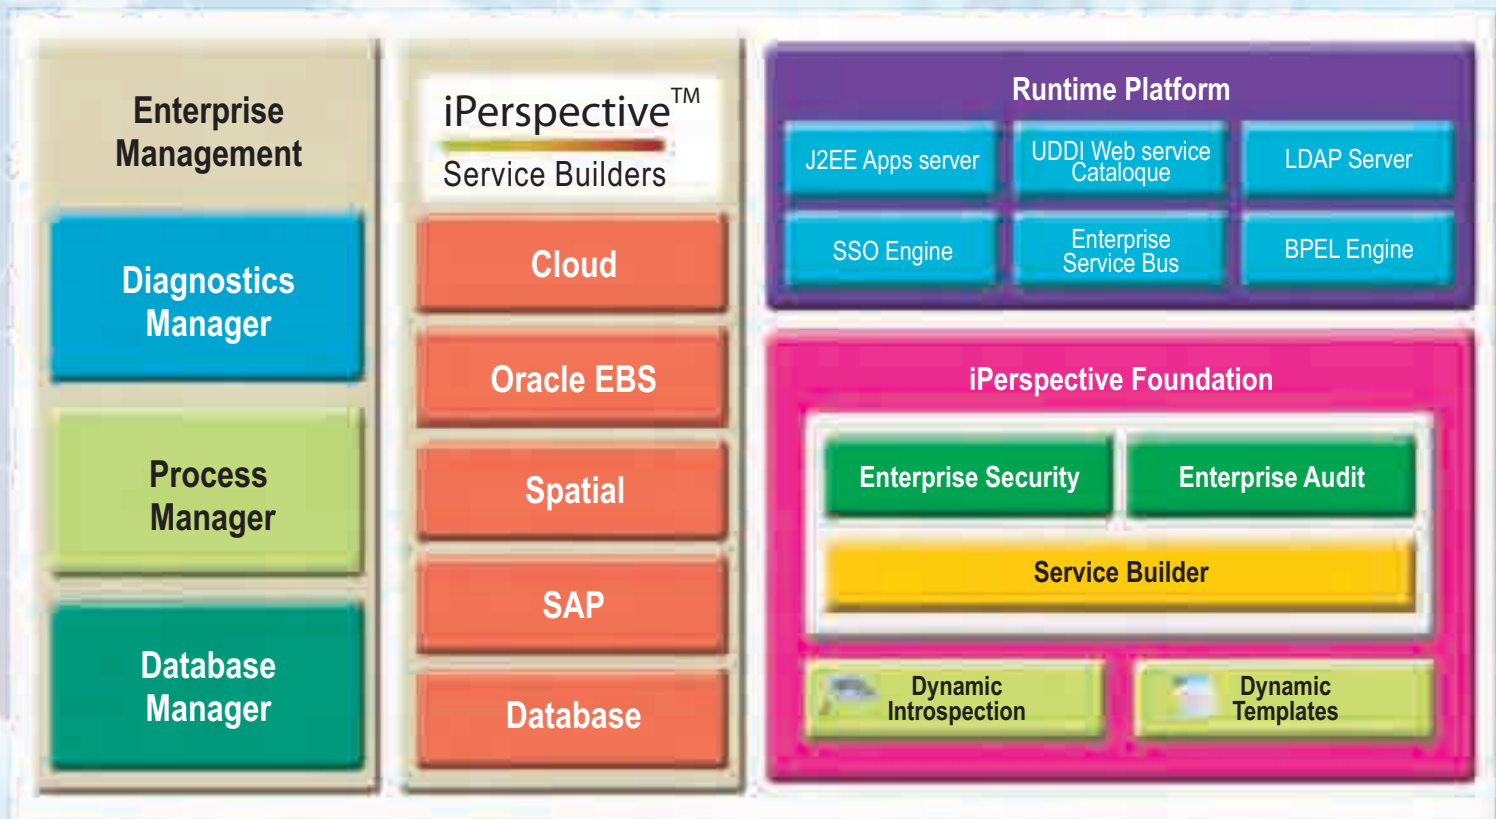 Enterprise
Management
Diagnostics
Manager
Process
Manager
Database
Manager
iPerspective™
Service Builders
Cloud
Oracle EBS
Spatial
SAP
Database
Runtime Platform
J2EE Apps server
UDDI Web service
Cataloque
LDAP Server
SSO Engine
Enterprise
Service Bus
BPEL Engine
iPerspective Foundation
Enterprise Security
Enterprise Audit
Service Builder
Dynamic
Introspection
Dynamic
Templates